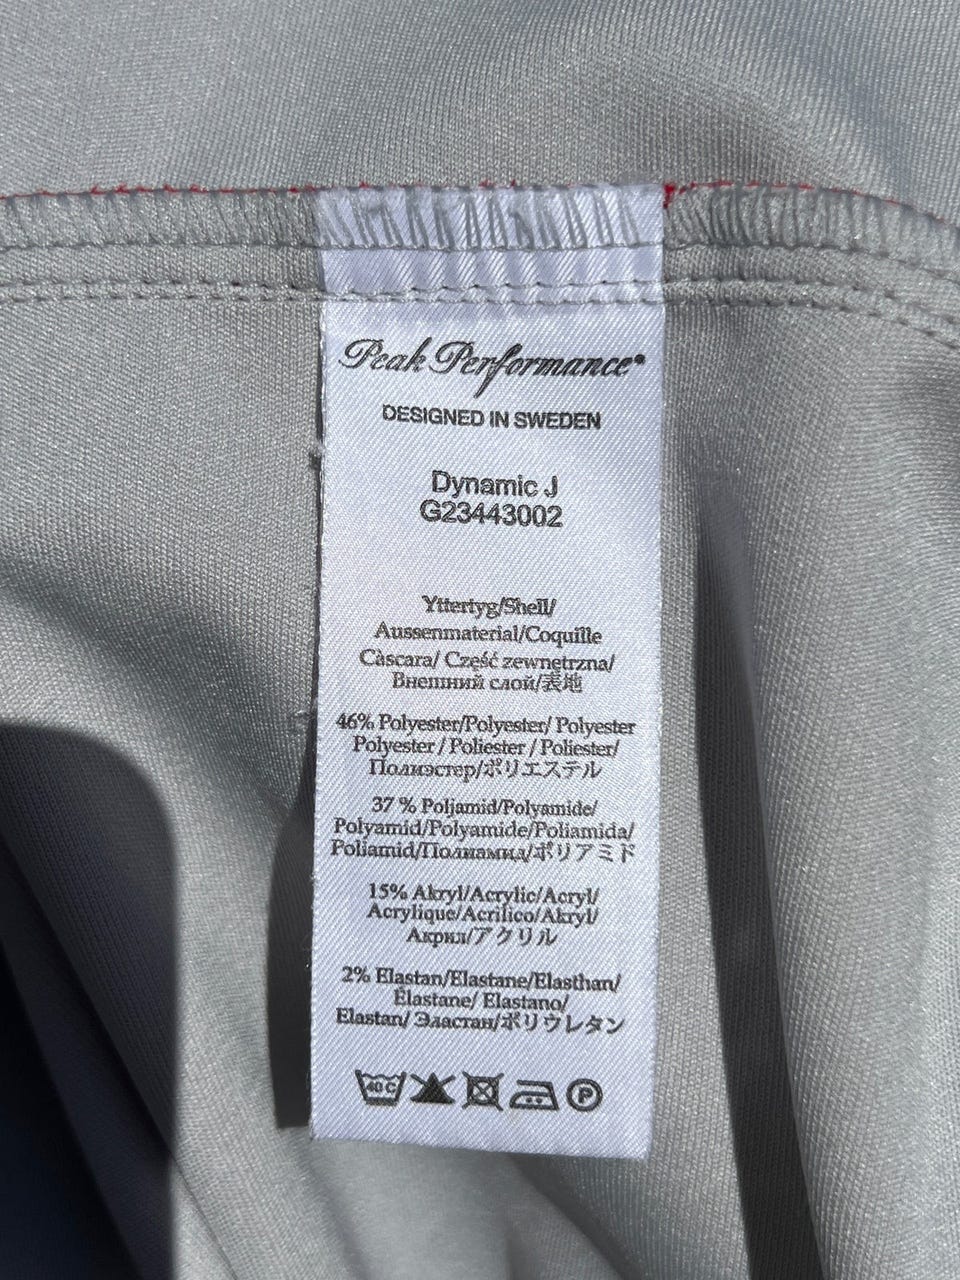 Peak Performance®
DESIGNED IN SWEDEN
Dynamic J
G23443002
Yttertyg/Shell/
Aussenmaterial/Coquille
Càscara/ Część zewnętrzna/
Внешний слой/表地
46% Polyester/Polyester/ Polyester
Polyester / Poliester / Poliester/
Полиэстер/ポリエステル
37 % Poljamid/Polyamide/
Polyamid/Polyamide/Poliamida/
Poliamid/Полиамид/ポリアミド
15% Akryl/Acrylic/Acryl/
Acrylique/Acrilico/Akryl/
Акрил/アクリル
2% Elastan/Elastane/Elasthan/
Élastane/ Elastano/
Elastan/ Эластан/ポリウレタン
40 C P